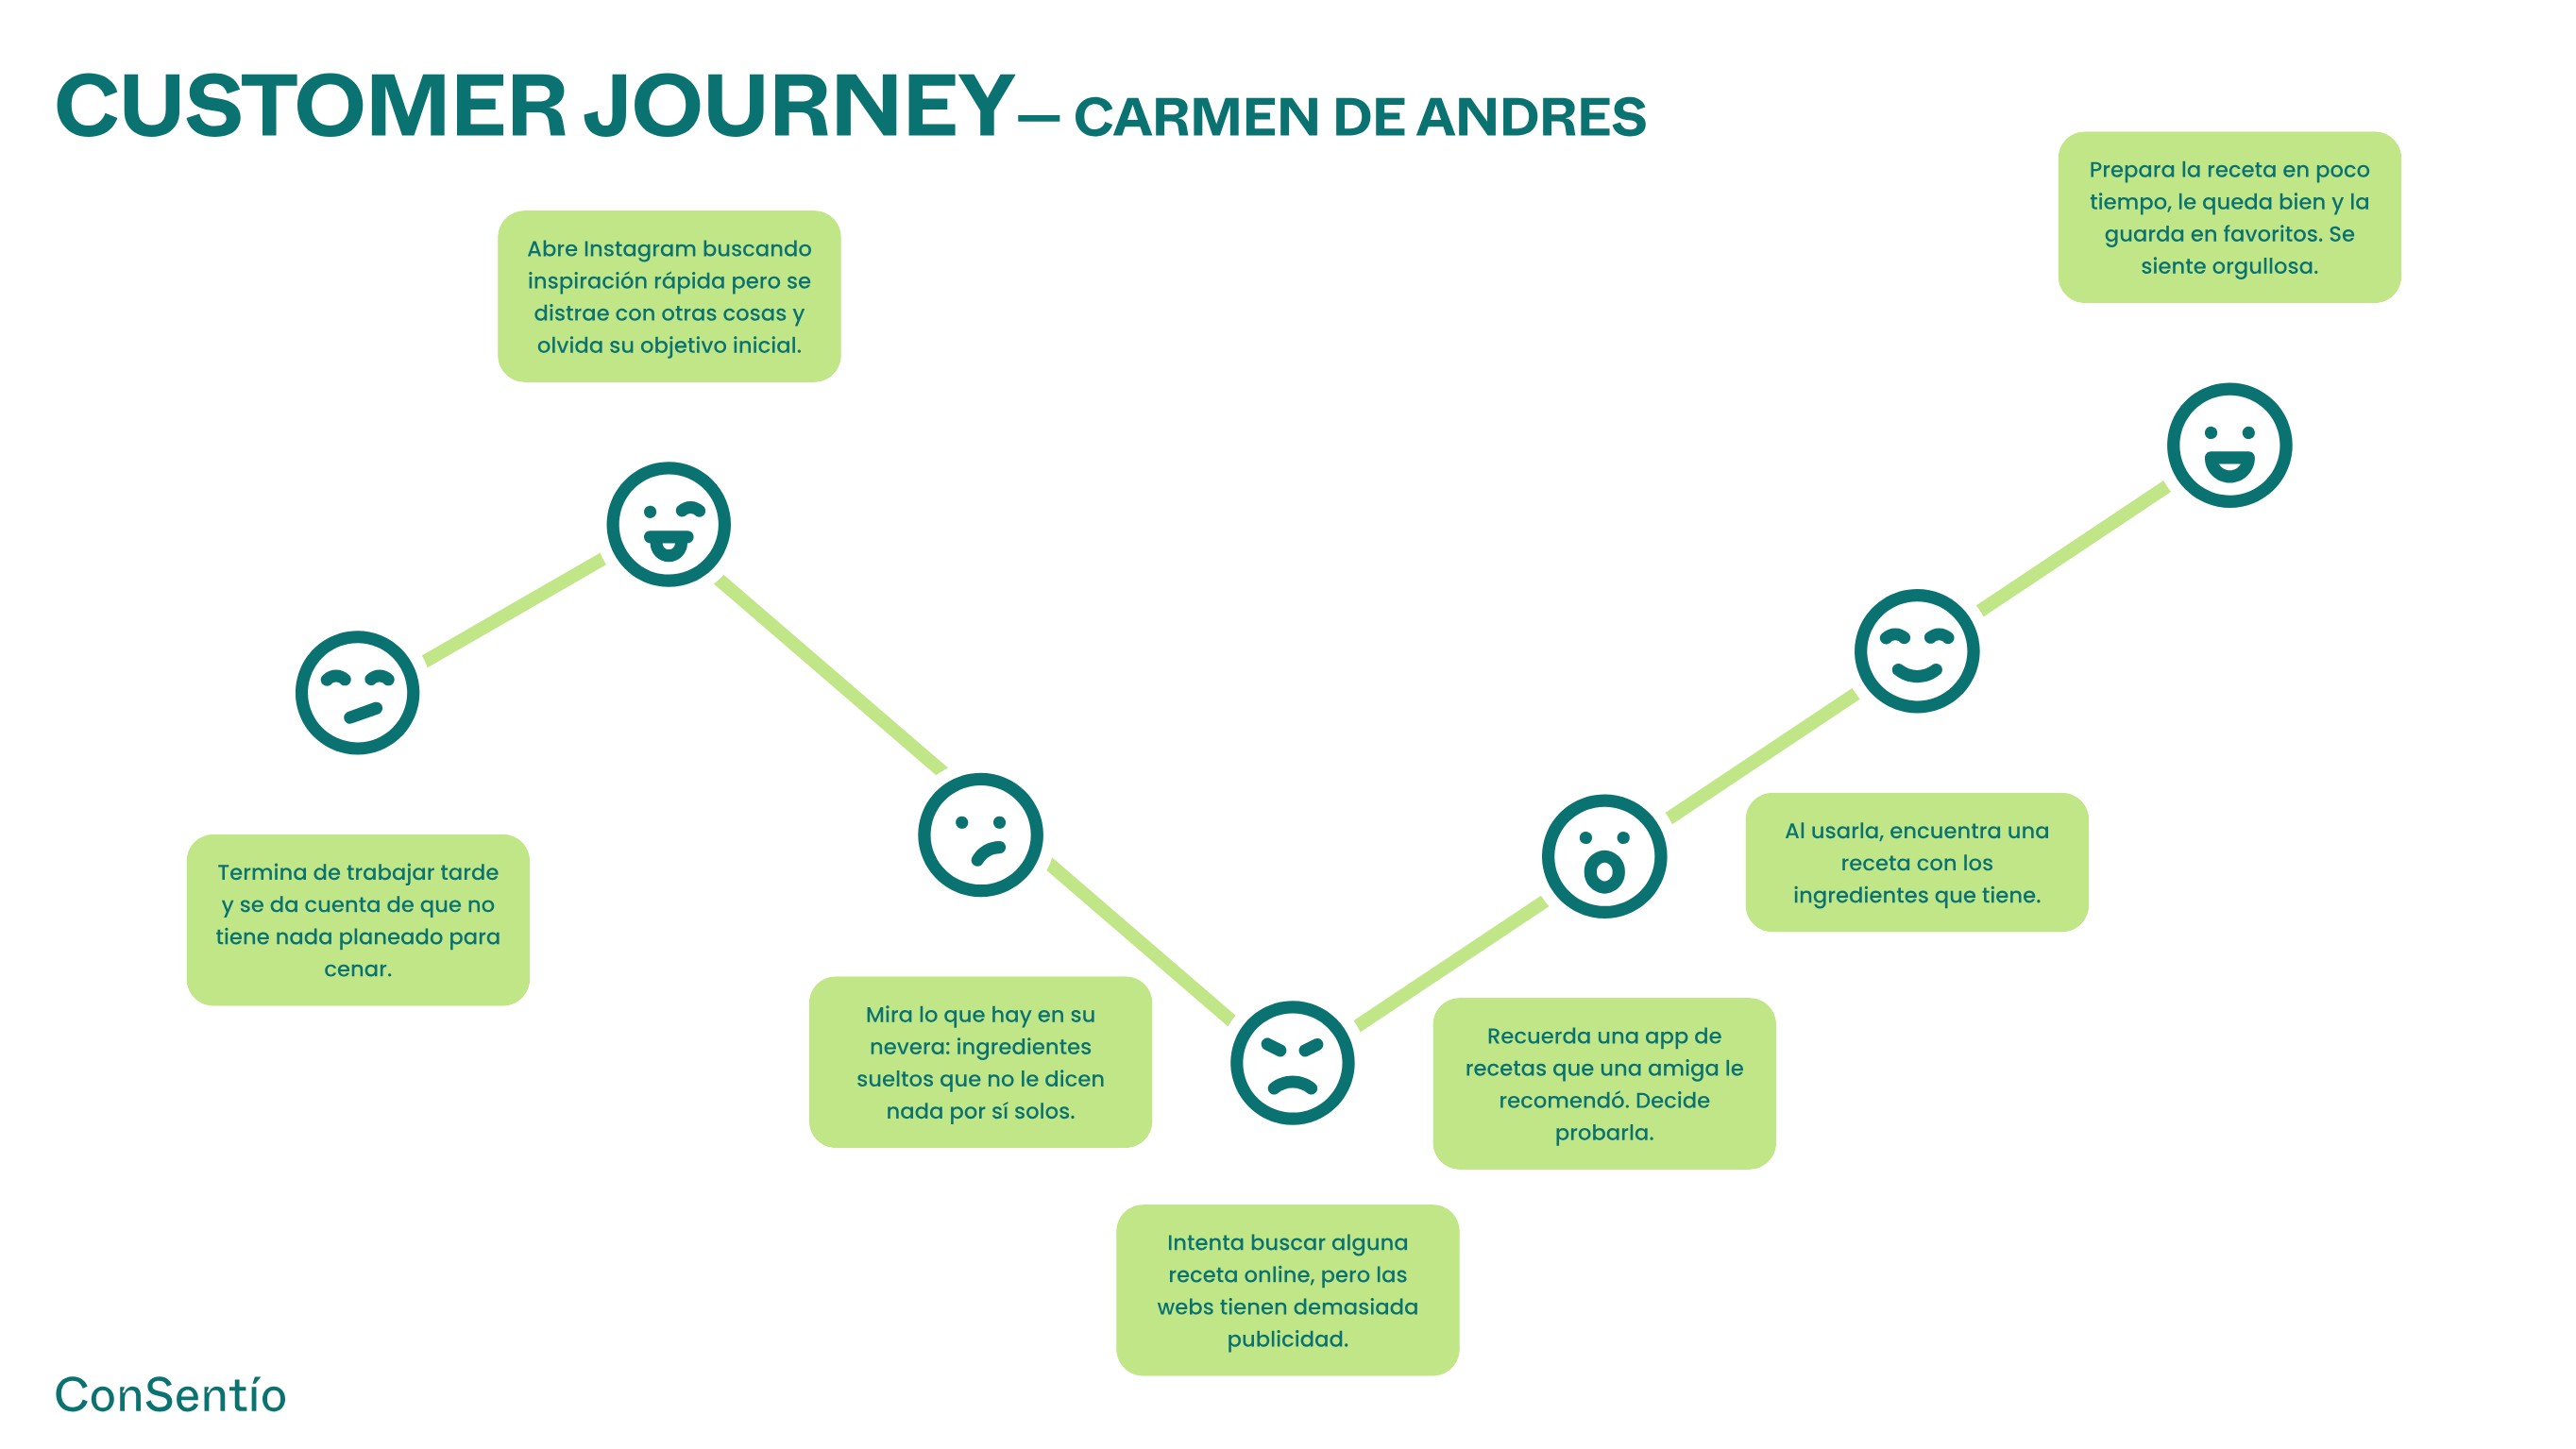 CUSTOMER JOURNEY— CARMEN DE ANDRES
Abre Instagram buscando
inspiración rápida pero se
distrae con otras cosas y
olvida su objetivo inicial.
Prepara la receta en poco
tiempo, le queda bien y la
guarda en favoritos. Se
siente orgullosa.
Termina de trabajar tarde
y se da cuenta de que no
tiene nada planeado para
cenar.
Mira lo que hay en su
nevera: ingredientes
sueltos que no le dicen
nada por sí solos.
Intenta buscar alguna
receta online, pero las
webs tienen demasiada
publicidad.
Recuerda una app de
recetas que una amiga le
recomendó. Decide
probarla.
Al usarla, encuentra una
receta con los
ingredientes que tiene.
ConSentío